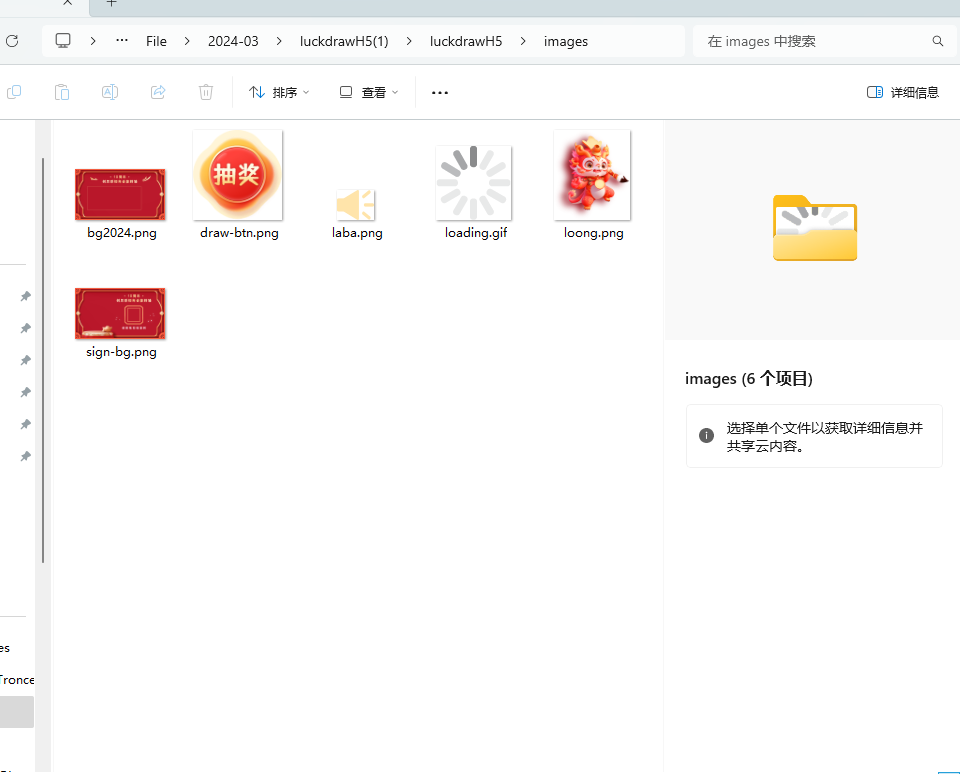 File 2024-03 luckdrawH5(1) luckdrawH5 images
在 images 中搜索
排序 查看
详细信息
抽奖
bg2024.png draw-btn.png laba.png loading.gif loong.png
sign-bg.png
images (6 个项目)
选择单个文件以获取详细信息并
共享云内容。
es
Tronce